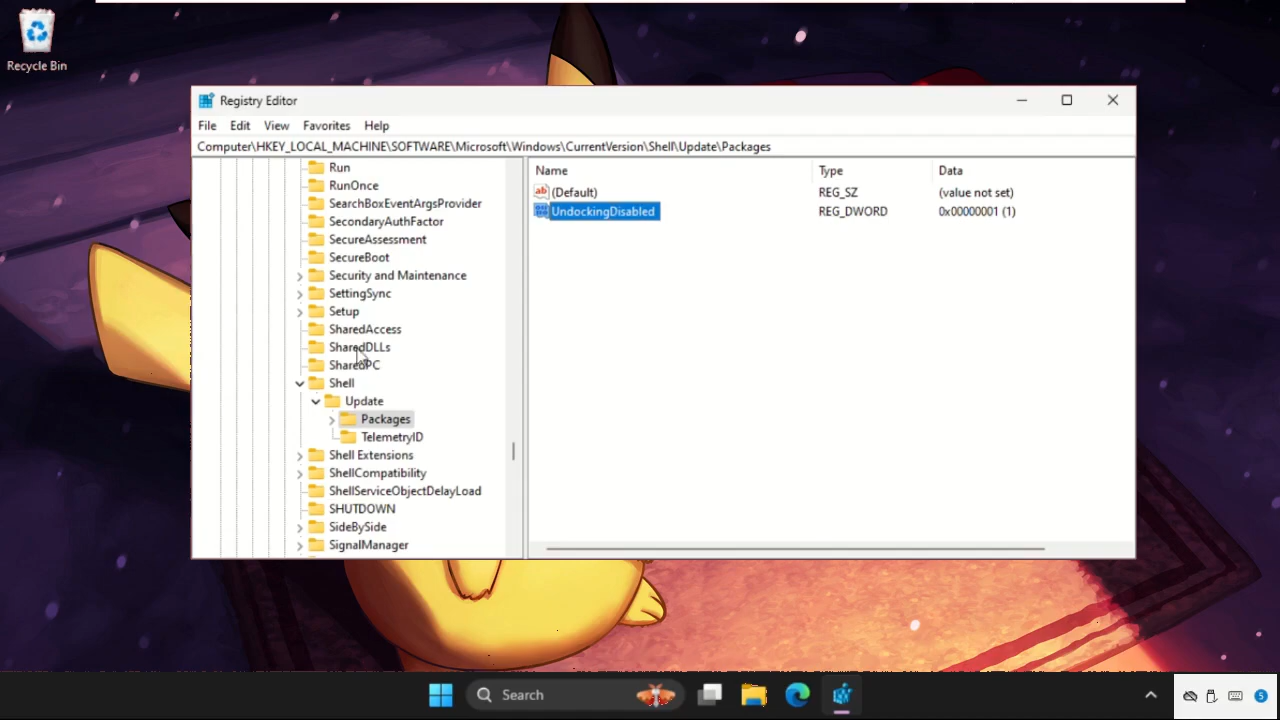 Recycle Bin
Registry Editor
File Edit View Favorites Help
Computer\HKEY_LOCAL_MACHINE\SOFTWARE\Microsoft\Windows\CurrentVersion\Shell\Update\Packages
Run
RunOnce
SearchBoxEventArgsProvider
SecondaryAuthFactor
SecureAssessment
SecureBoot
Security and Maintenance
SettingSync
Setup
SharedAccess
SharedDLLs
SharedPC
Shell
Update
Packages
TelemetryID
Shell Extensions
ShellCompatibility
ShellServiceObjectDelayLoad
SHUTDOWN
SideBySide
SignalManager
Name Type Data
ab (Default) REG_SZ (value not set)
UndockingDisabled REG_DWORD 0x00000001 (1)
Search
5